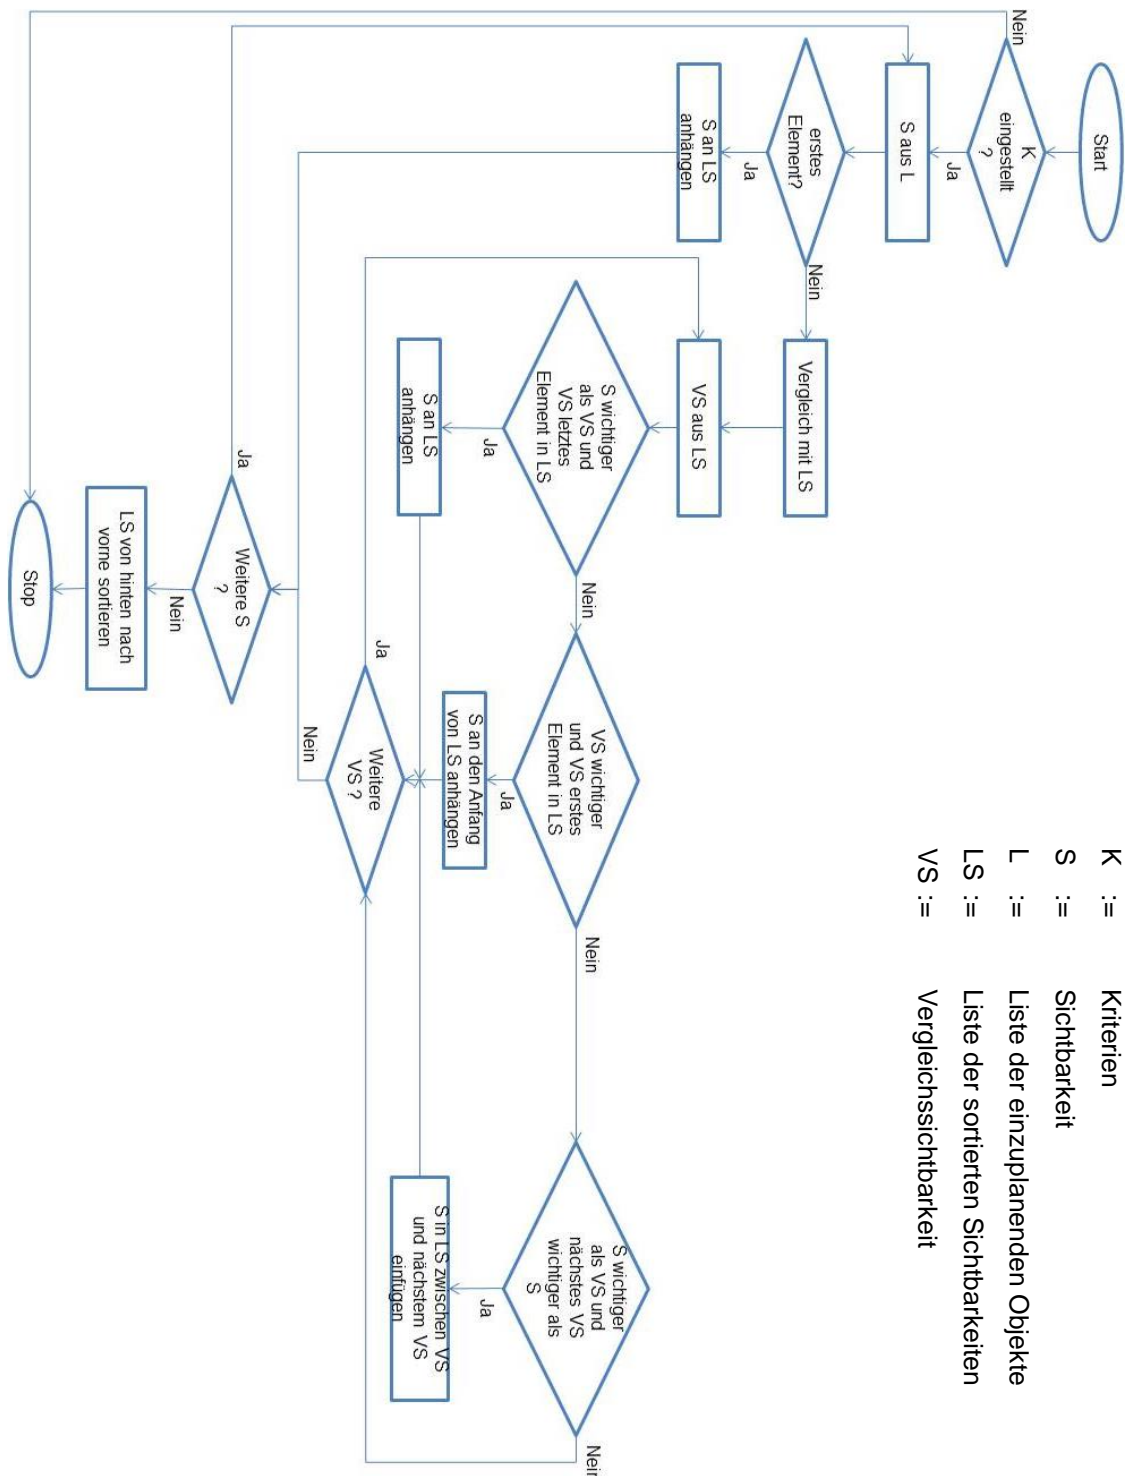 K := Kriterien
S := Sichtbarkeit
L := Liste der einzuplanenden Objekte
LS := Liste der sortierten Sichtbarkeiten
VS := Vergleichssichtbarkeit
Start
K
eingestellt
?
Nein
Ja
S aus L
erstes
Element?
Nein
Ja
S an LS
anhängen
Vergleich mit LS
VS aus LS
S wichtiger
als VS und
VS letztes
Element in LS
Nein
Ja
S an LS
anhängen
VS wichtiger
und VS erstes
Element in LS
Nein
Ja
S an den Anfang
von LS anhängen
S wichtiger
als VS und
nächstes VS
wichtiger als
S
Nein
Ja
S in LS zwischen VS
und nächstem VS
einfügen
Weitere
VS ?
Ja
Nein
Weitere S
?
Ja
Nein
LS von hinten nach
vorne sortieren
Stop